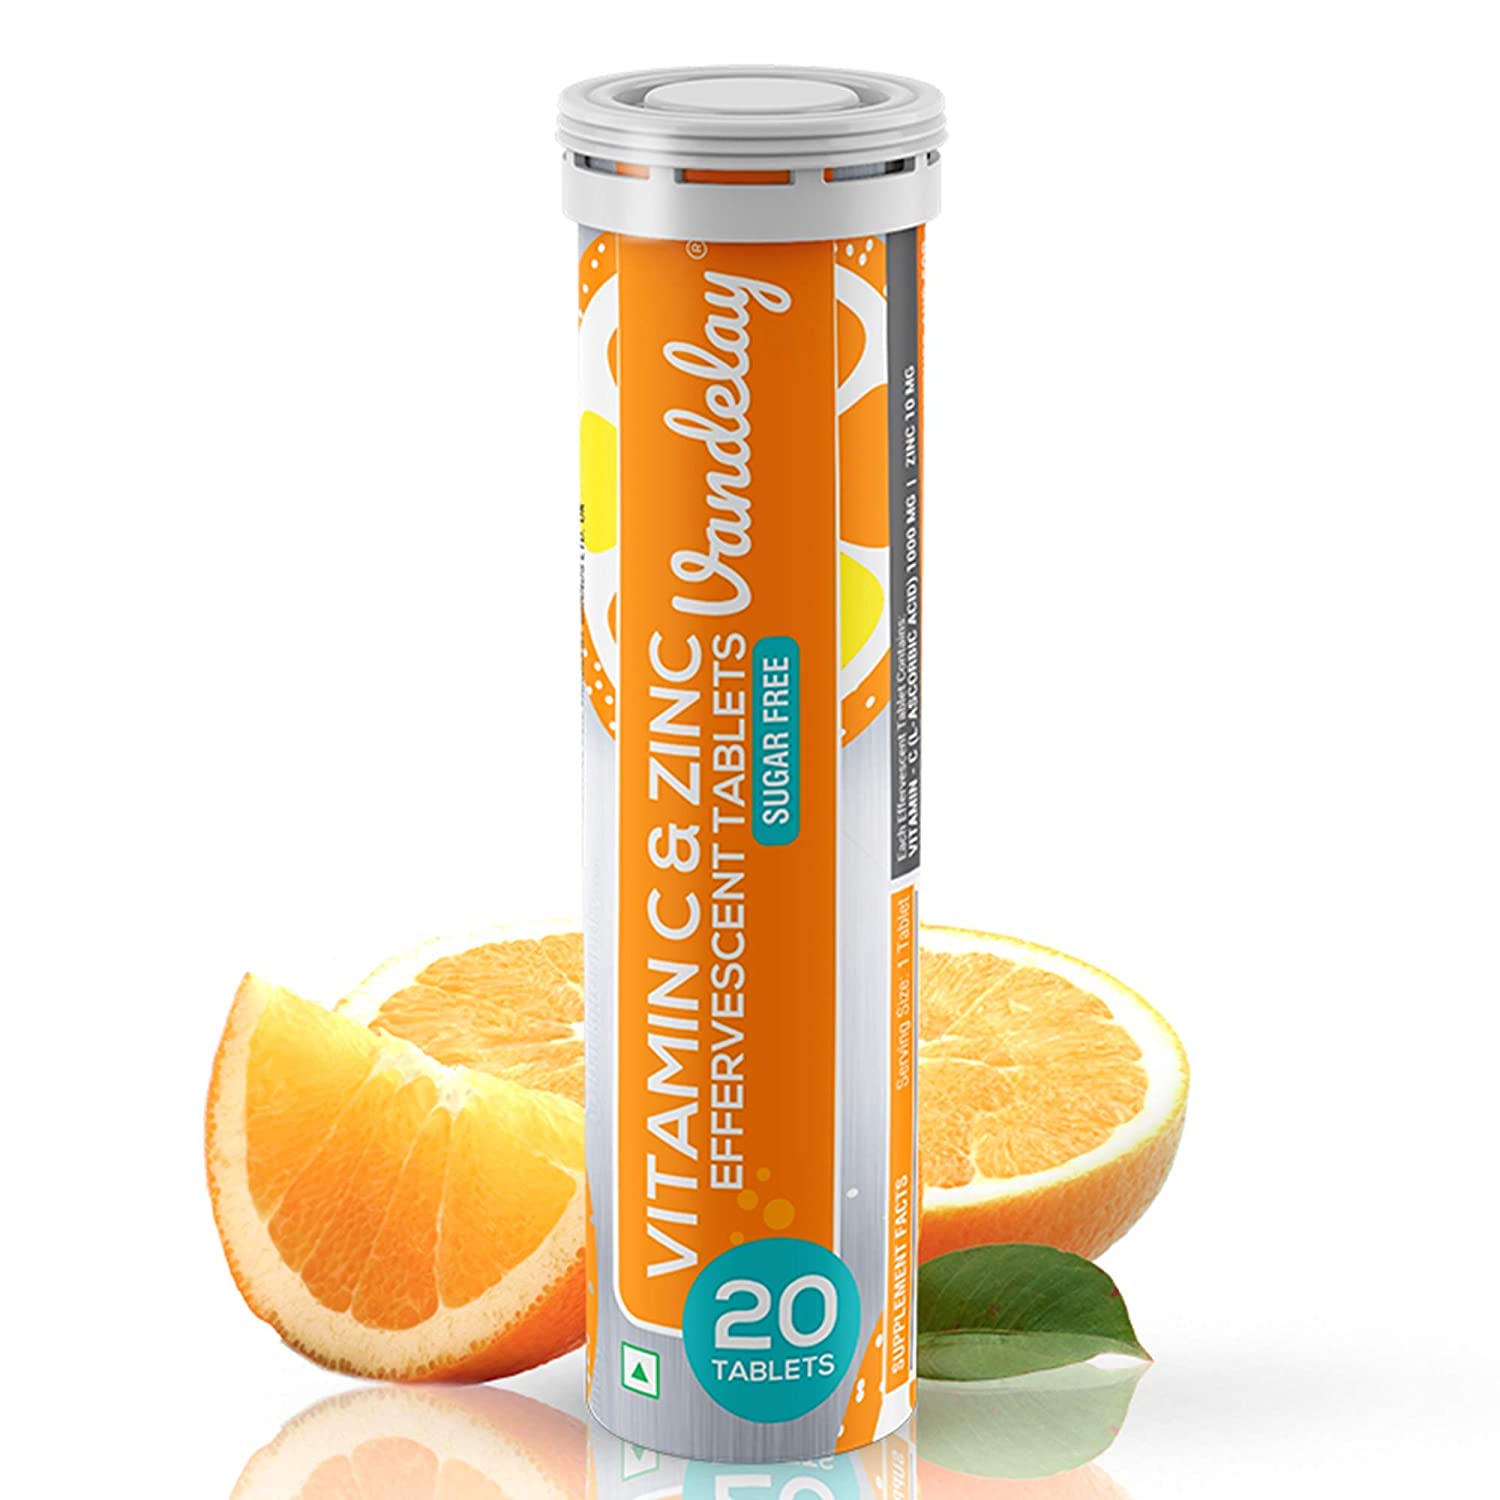 Vandelay®
VITAMIN C & ZINC
EFFERVESCENT TABLETS
SUGAR FREE
20
TABLETS
Each Effervescent Tablet Contains:
VITAMIN - C (L-ASCORBIC ACID) 1000 MG | ZINC 10 MG
SUPPLEMENT FACTS
Serving Size: 1 Tablet